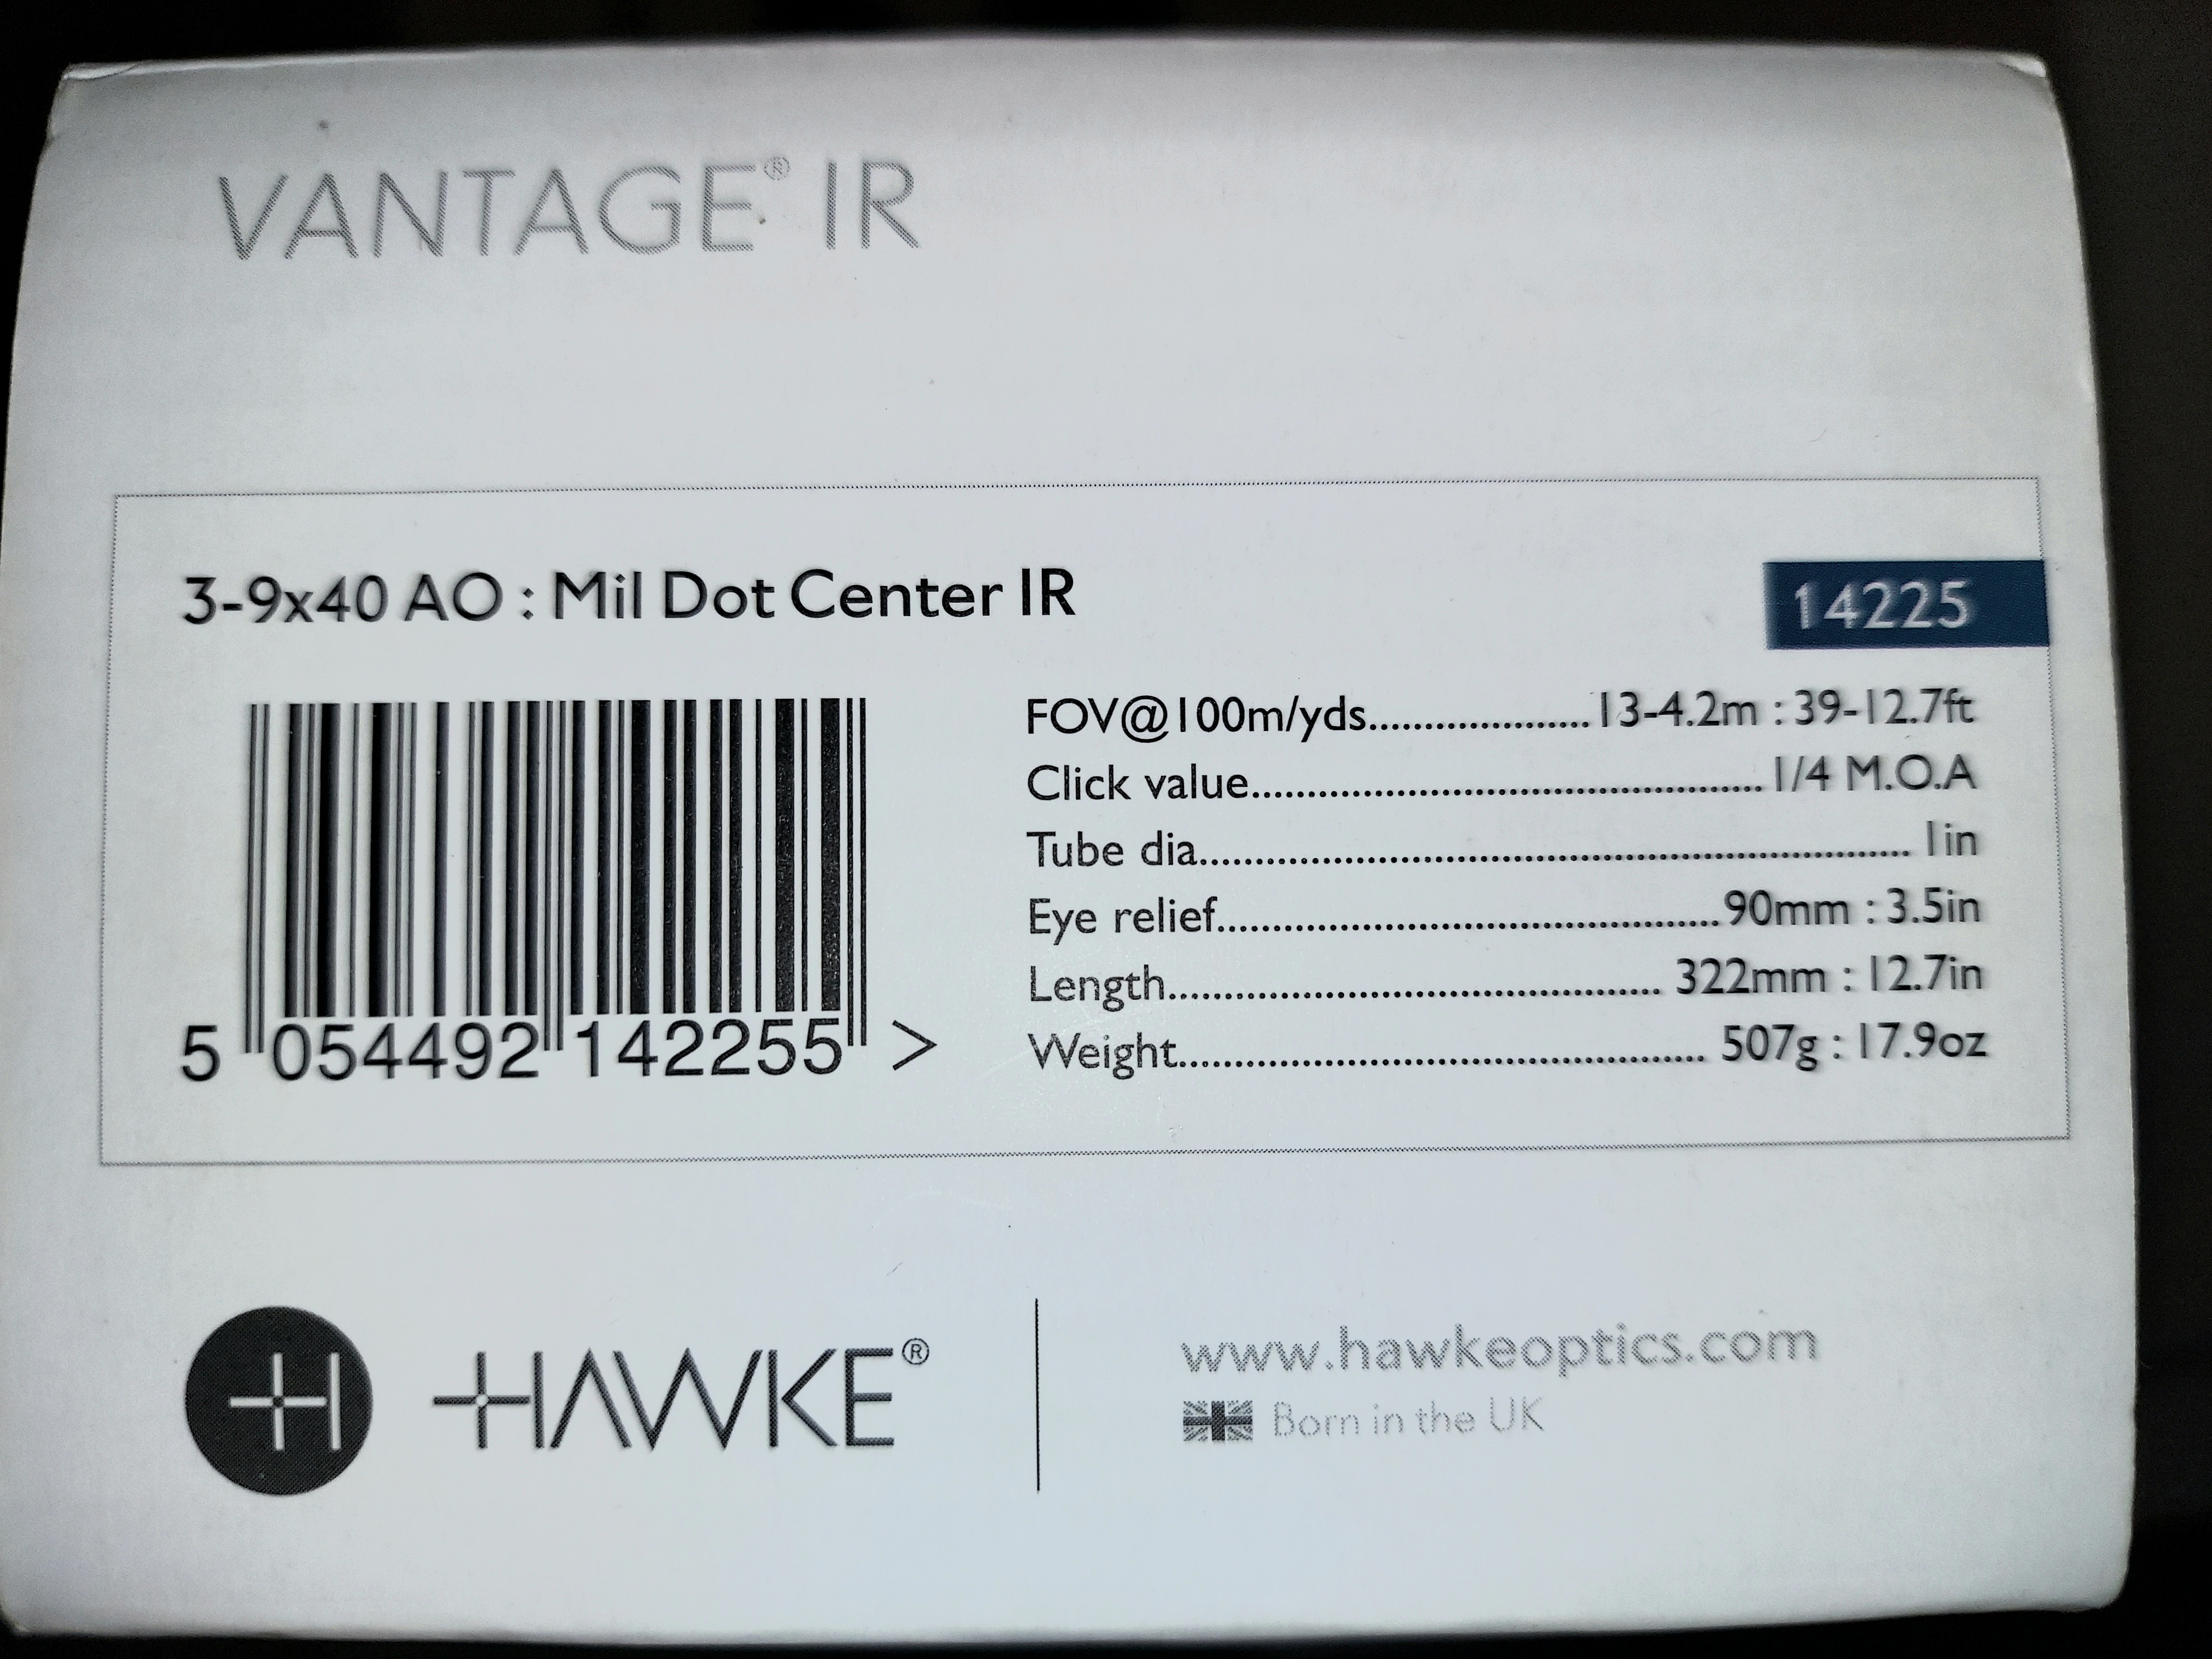 VANTAGE® IR
3-9x40 AO : Mil Dot Center IR
14225
FOV@100m/yds....................13-4.2m : 39-12.7ft
Click value..............................................1/4 M.O.A
Tube dia................................................................1in
Eye relief.............................................90mm : 3.5in
Length............................................322mm : 12.7in
Weight...............................................507g : 17.9oz
5 054492 142255 >
H HAWKE®
www.hawkeoptics.com
Born in the UK